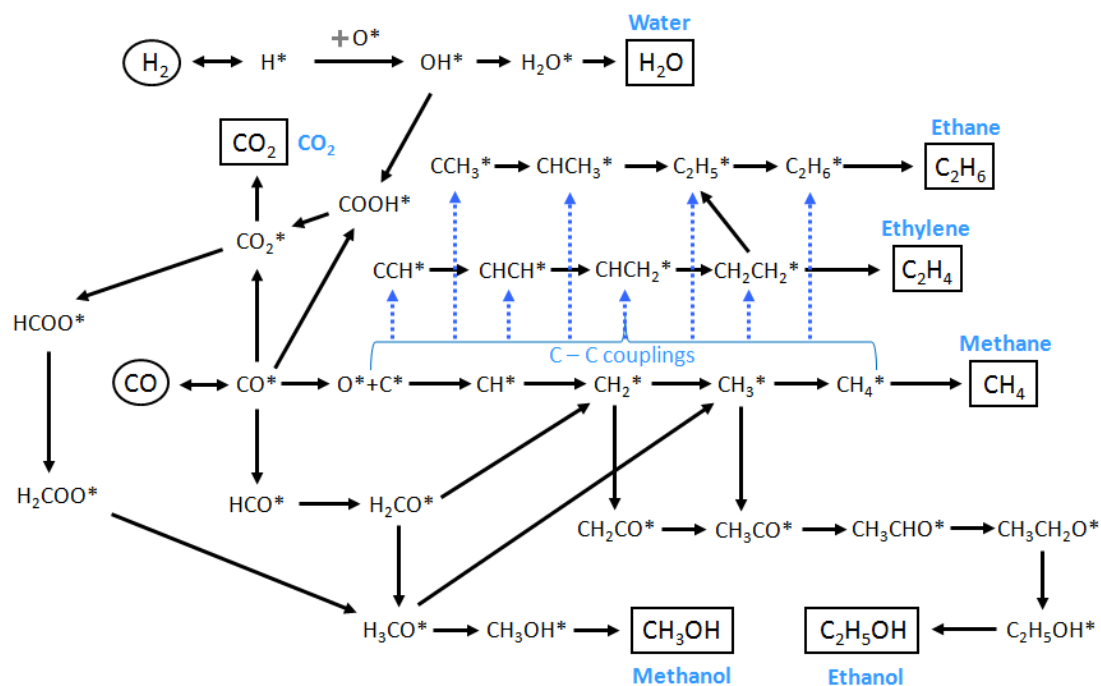 Water
+O*
H₂ H* OH* H₂O* H₂O
CO₂ CO₂
Ethane
CCH₃* CHCH₃* C₂H₅* C₂H₆* C₂H₆
COOH*
Ethylene
CO₂*
CCH* CHCH* CHCH₂* CH₂CH₂* C₂H₄
HCOO*
C – C couplings
Methane
CO CO* O*+C* CH* CH₂* CH₃* CH₄* CH₄
H₂COO* HCO* H₂CO*
CH₂CO* CH₃CO* CH₃CHO* CH₃CH₂O*
H₃CO* CH₃OH* CH₃OH C₂H₅OH C₂H₅OH*
Methanol Ethanol